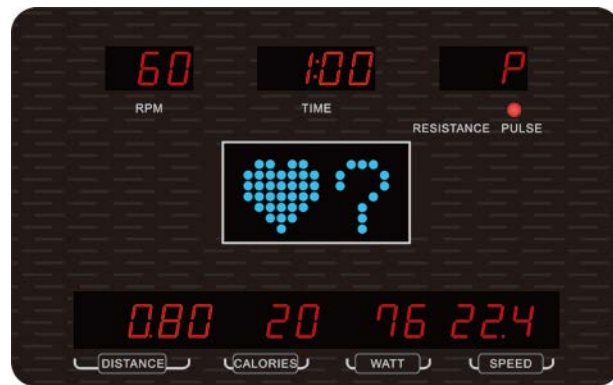 60 1:00 P
RPM TIME
RESISTANCE PULSE
?
0.80 20 76 22.4
DISTANCE CALORIES WATT SPEED